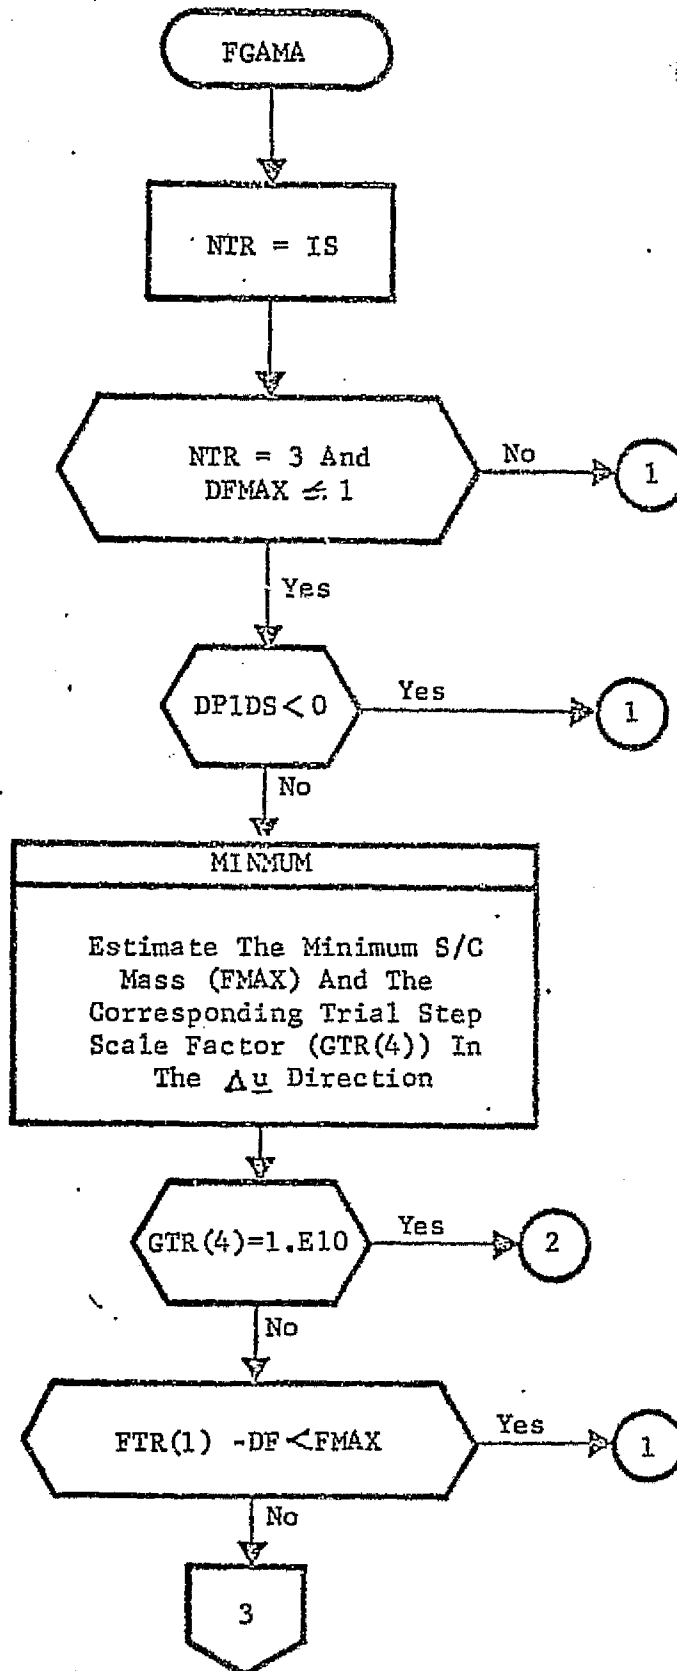 FGAMA
NTR = IS
NTR = 3 And
DFMAX ≤ 1
No
1
Yes
DP1DS < 0
Yes
1
No
MINMUM
Estimate The Minimum S/C
Mass (FMAX) And The
Corresponding Trial Step
Scale Factor (GTR(4)) In
The Δu Direction
GTR(4)=1.E10
Yes
2
No
FTR(1) -DF <FMAX
Yes
1
No
3